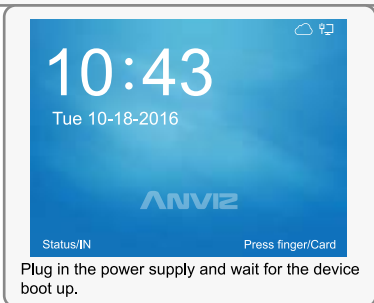 10:43
Tue 10-18-2016
ANVIZ
Status/IN Press finger/Card
Plug in the power supply and wait for the device
boot up.